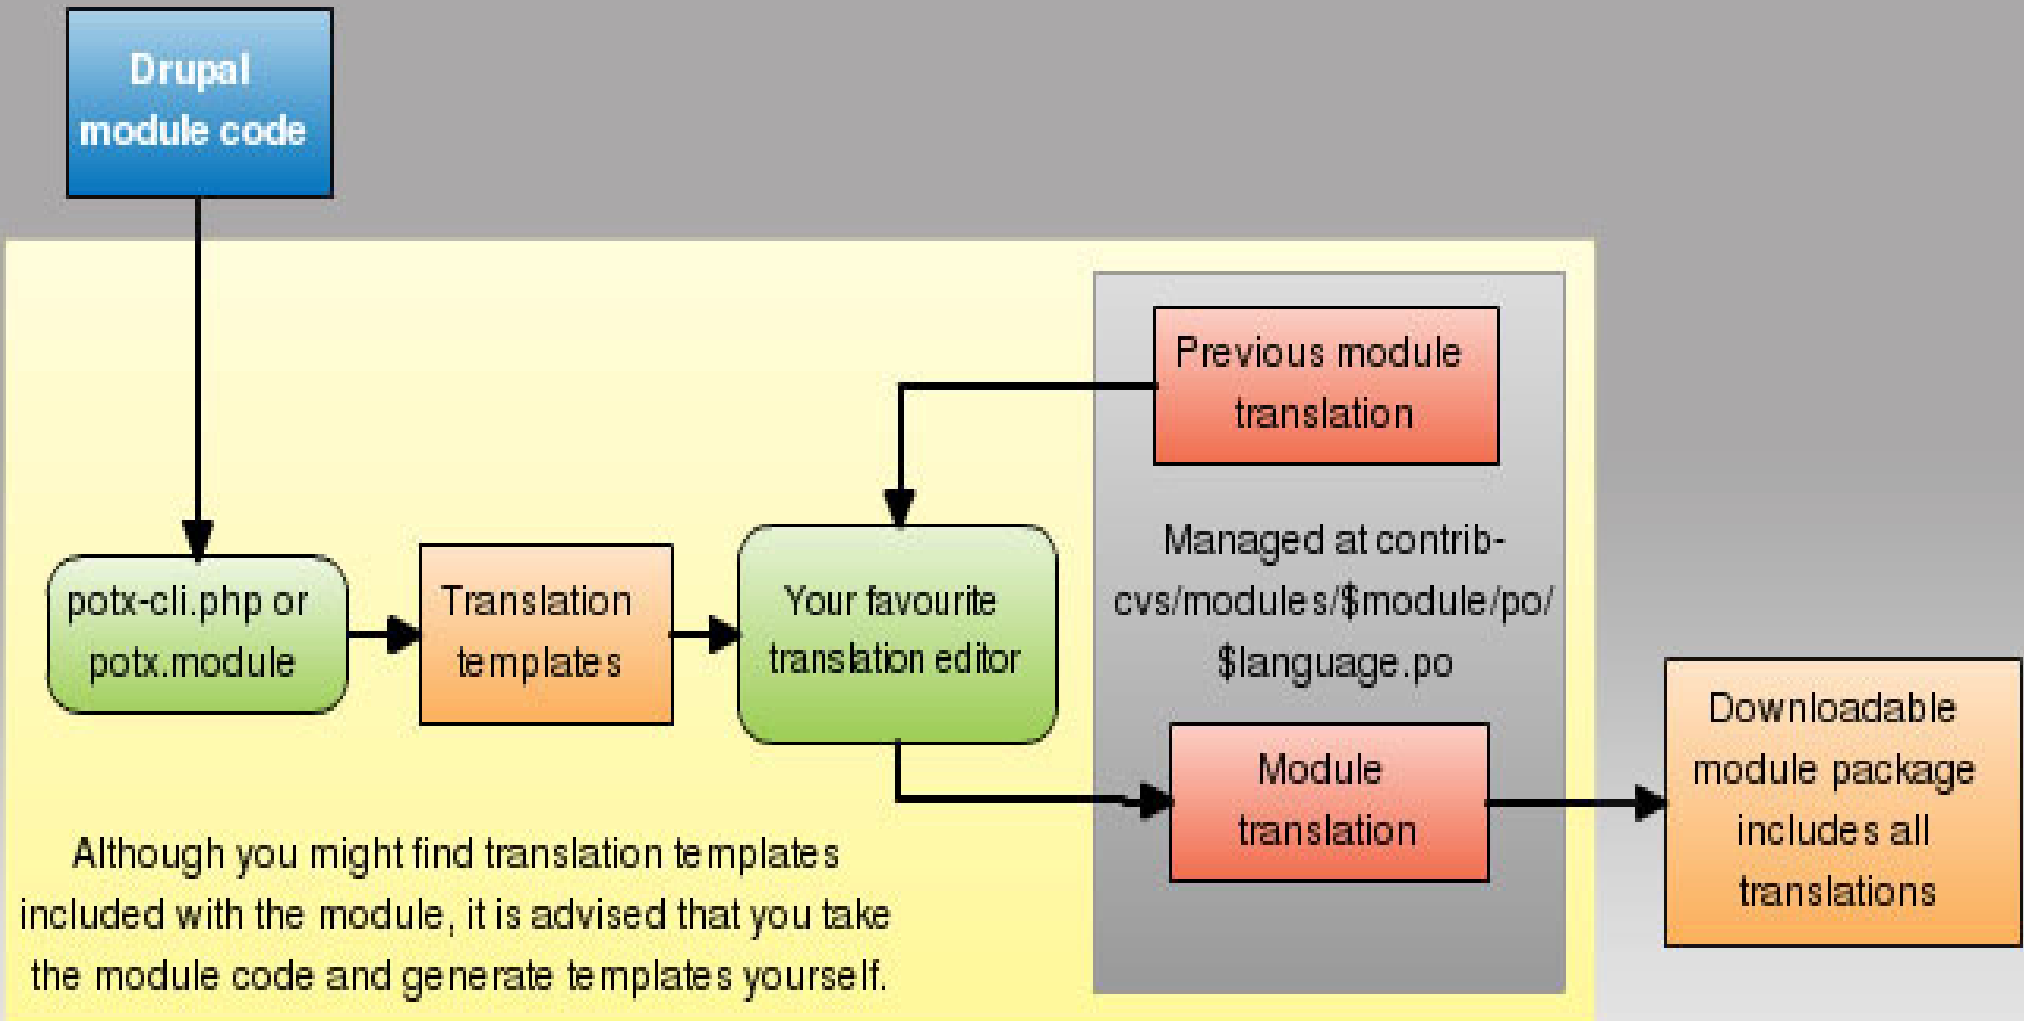 Drupal
module code
Previous module
translation
Managed at contrib-
cvs/modules/$module/po/
$language.po
potx-cli.php or
potx.module
Translation
templates
Your favourite
translation editor
Module
translation
Downloadable
module package
includes all
translations
Although you might find translation templates
included with the module, it is advised that you take
the module code and generate templates yourself.